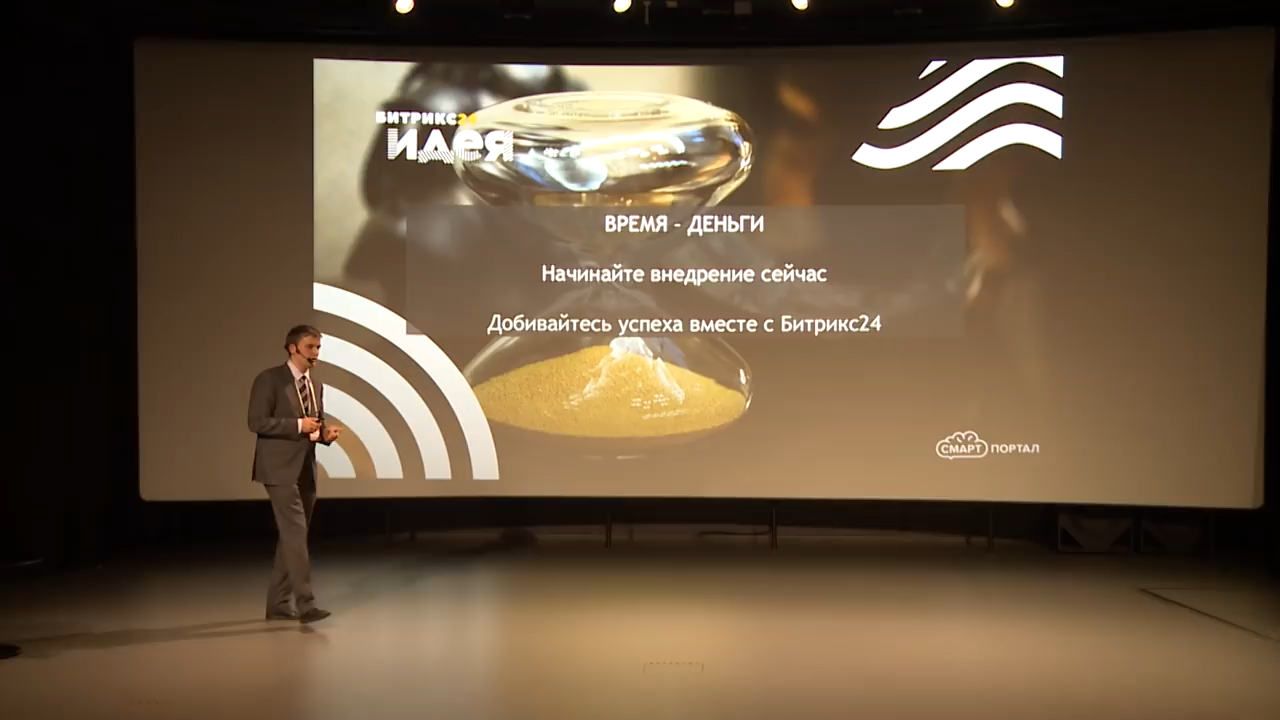 БИТРИКС24
идея
ВРЕМЯ - ДЕНЬГИ
Начинайте внедрение сейчас
Добивайтесь успеха вместе с Битрикс24
СМАРТ ПОРТАЛ